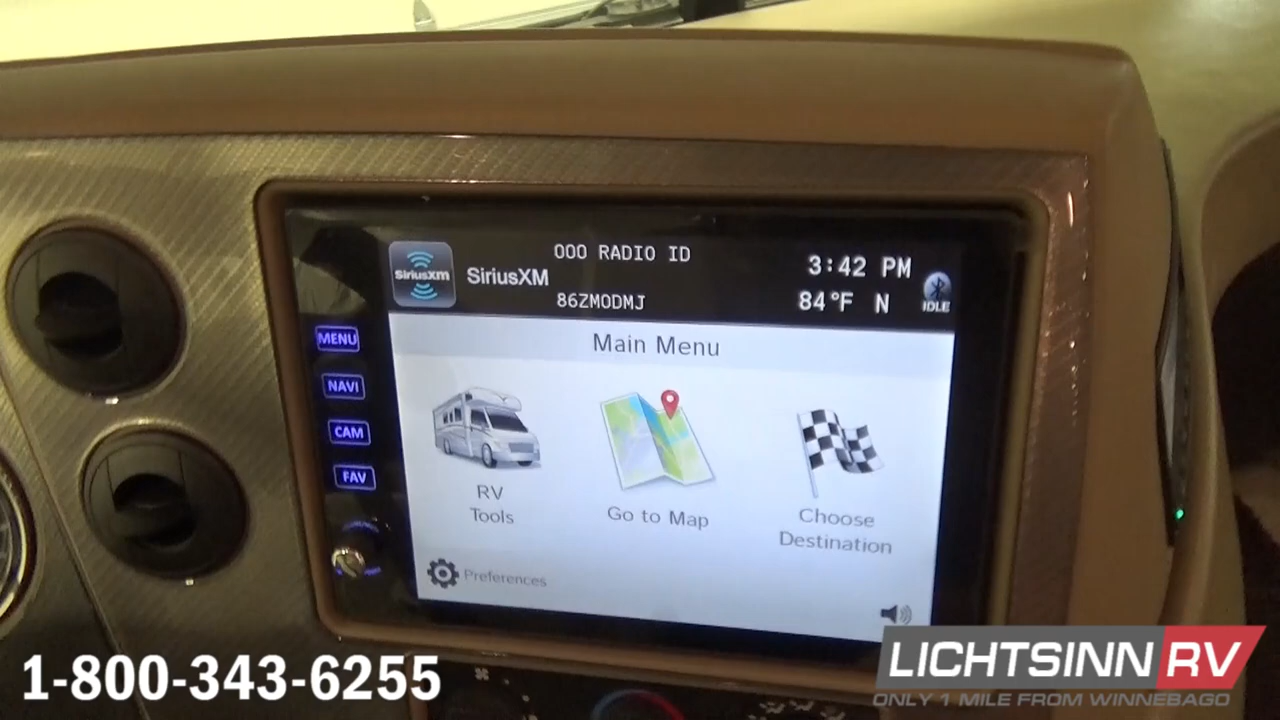 000 RADIO ID
SiriusXM
SiriusXM
86ZMODMJ
3:42 PM
84°F N
IDLE
MENU
NAVI
CAM
FAV
Main Menu
RV
Tools
Go to Map
Choose
Destination
Preferences
1-800-343-6255
LICHTSINN RV
ONLY 1 MILE FROM WINNEBAGO